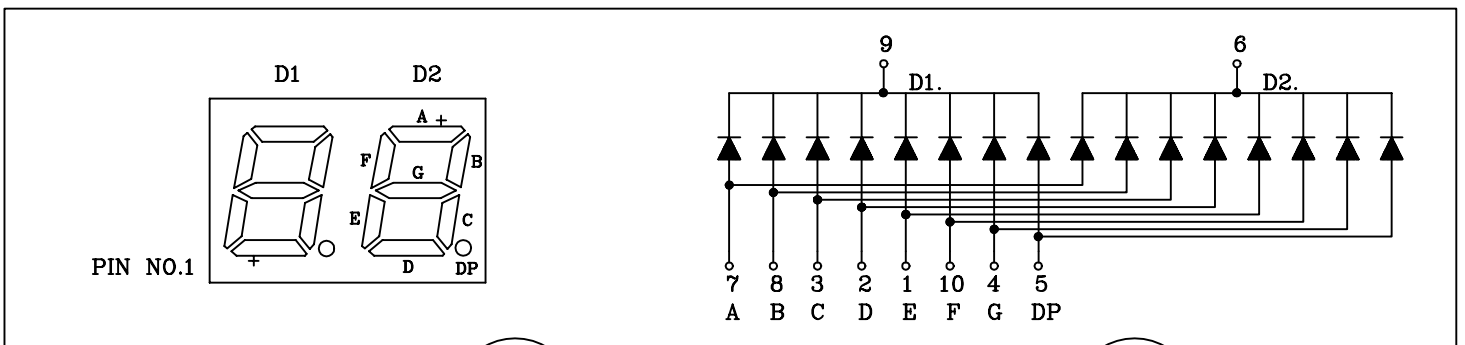 D1 D2
A +
F B
G
E C
+ D DP
PIN NO.1
9 6
D1. D2.
7 8 3 2 1 10 4 5
A B C D E F G DP